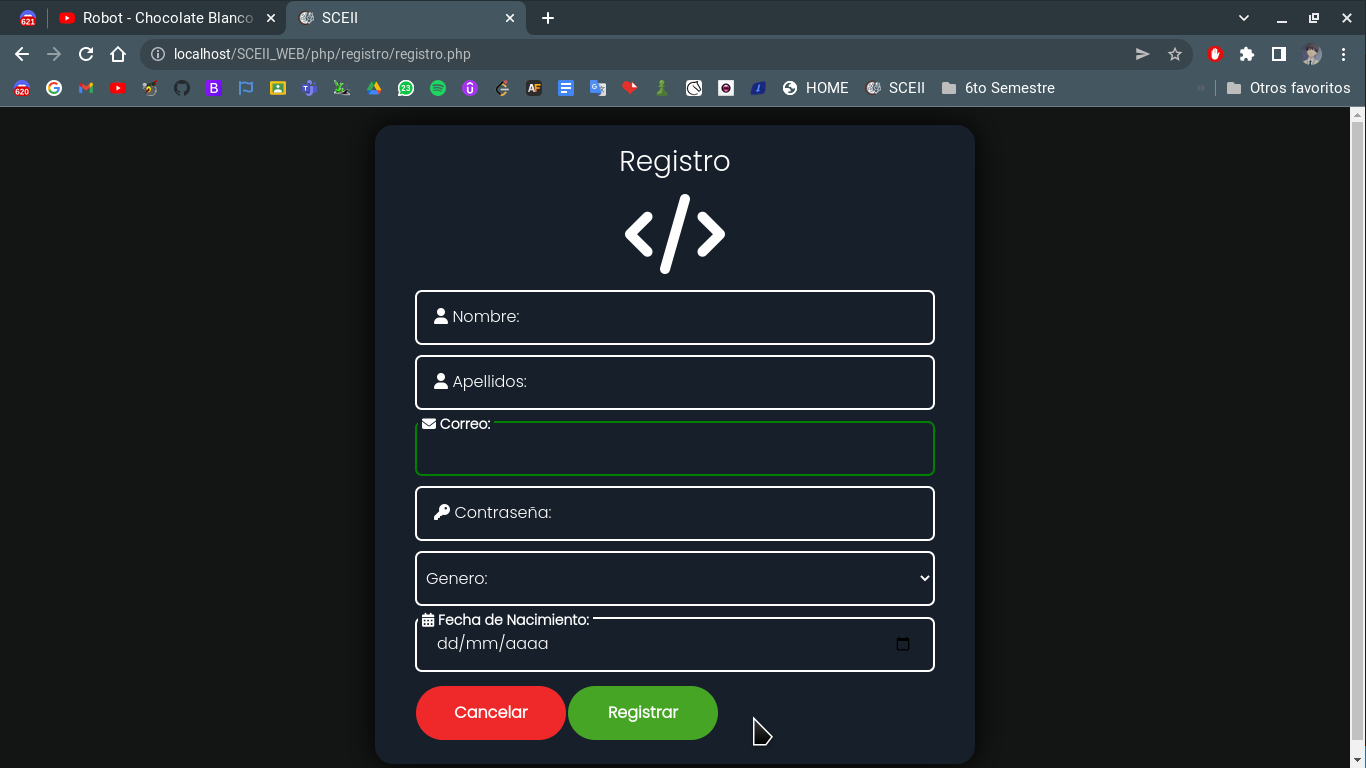 621 Robot - Chocolate Blanco SCEII
localhost/SCEII_WEB/php/registro/registro.php
620 23 AF HOME SCEII 6to Semestre Otros favoritos
Registro
</>
Nombre:
Apellidos:
Correo:
Contraseña:
Genero:
Fecha de Nacimiento:
dd/mm/aaaa
Cancelar Registrar